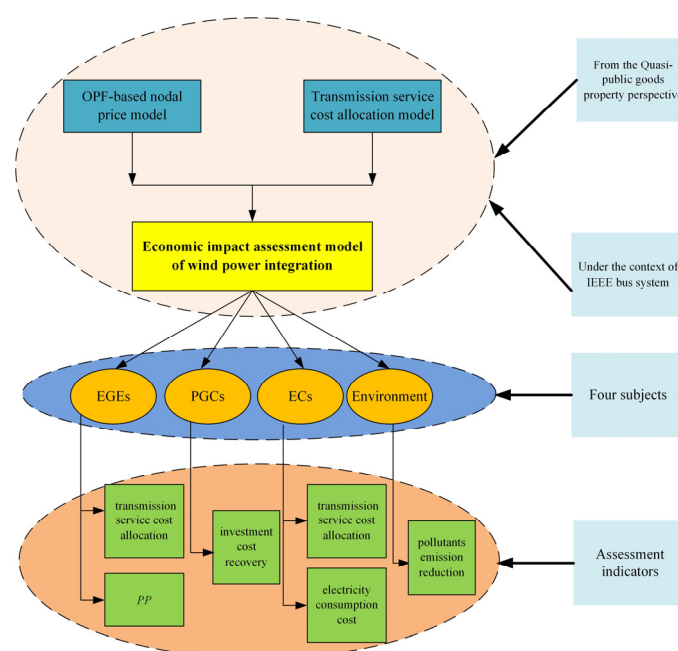 OPF-based nodal
price model
Transmission service
cost allocation model
From the Quasi-
public goods
property perspective
Economic impact assessment model
of wind power integration
Under the context of
IEEE bus system
EGEs
PGCs
ECs
Environment
Four subjects
transmission
service cost
allocation
PP
investment
cost
recovery
transmission
service cost
allocation
electricity
consumption
cost
pollutants
emission
reduction
Assessment
indicators